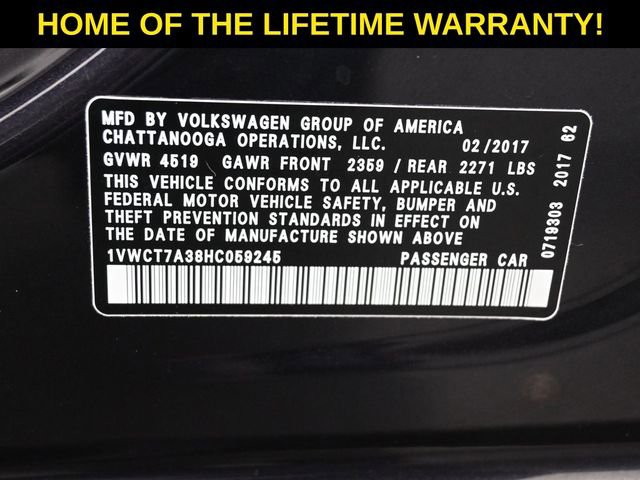 HOME OF THE LIFETIME WARRANTY!
MFD BY VOLKSWAGEN GROUP OF AMERICA
CHATTANOOGA OPERATIONS, LLC. 02/2017
GVWR 4519 GAWR FRONT 2359 / REAR 2271 LBS
THIS VEHICLE CONFORMS TO ALL APPLICABLE U.S.
FEDERAL MOTOR VEHICLE SAFETY, BUMPER AND
THEFT PREVENTION STANDARDS IN EFFECT ON
THE DATE OF MANUFACTURE SHOWN ABOVE
1VWCT7A38HC059245 PASSENGER CAR
0719303 2017 62